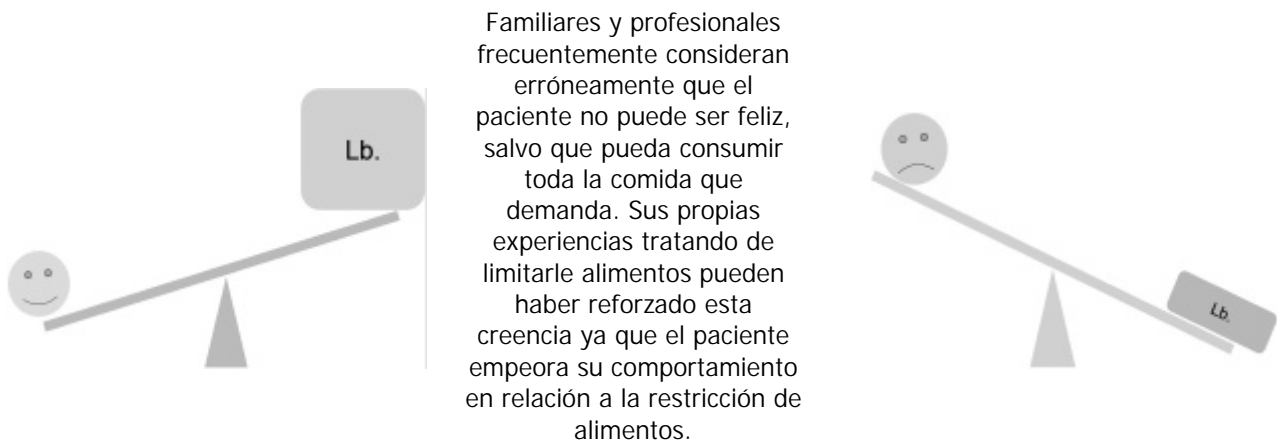 Familiares y profesionales
frecuentemente consideran
erróneamente que el
paciente no puede ser feliz,
salvo que pueda consumir
toda la comida que
demanda. Sus propias
experiencias tratando de
limitarle alimentos pueden
haber reforzado esta
creencia ya que el paciente
empeora su comportamiento
en relación a la restricción de
alimentos.
Lb.
Lb.